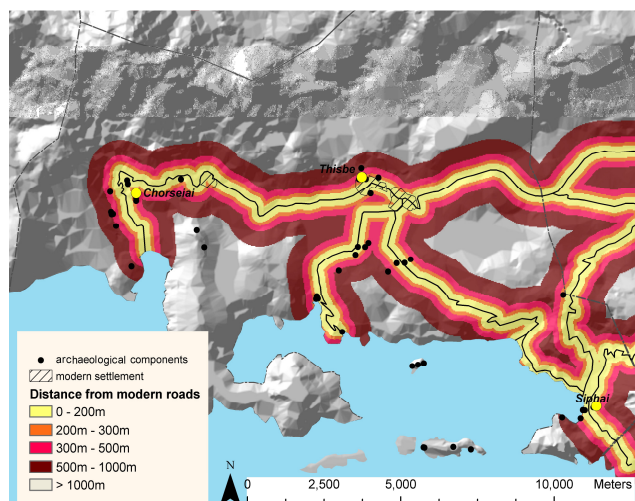 Thisbe
Chorseiai
Siphai
archaeological components
modern settlement
Distance from modern roads
0 - 200m
200m - 300m
300m - 500m
500m - 1000m
> 1000m
N
0 2,500 5,000 10,000 Meters